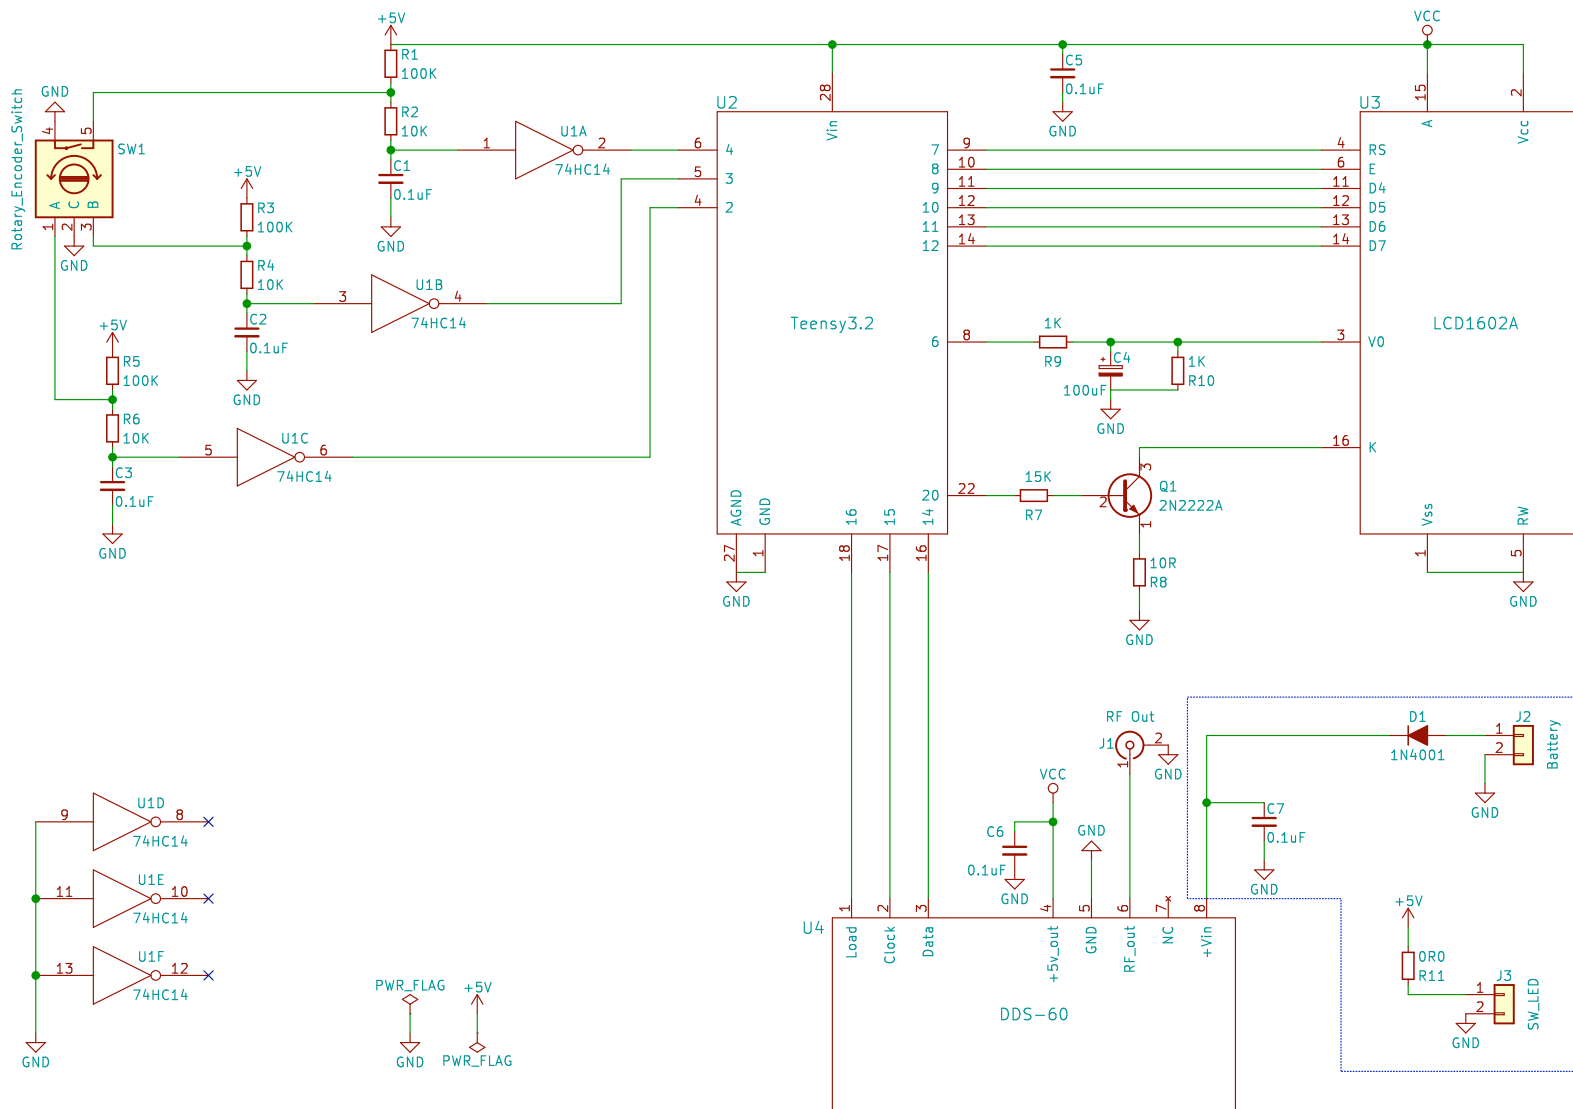 +5V
R1
100K
R2
10K
C1
0.1uF
GND
GND
4
5
Rotary_Encoder_Switch
SW1
A
C
B
1
2
3
GND
+5V
R3
100K
R4
10K
C2
0.1uF
GND
+5V
R5
100K
R6
10K
C3
0.1uF
GND
1
U1A
2
74HC14
3
U1B
4
74HC14
5
U1C
6
74HC14
U2
28
Vin
6
4
5
3
4
2
7
9
8
10
9
11
10
12
11
13
12
14
Teensy3.2
6
8
20
22
AGND
GND
16
15
14
27
1
18
17
16
GND
C5
0.1uF
GND
VCC
U3
15
2
A
Vcc
4
RS
6
E
11
D4
12
D5
13
D6
14
D7
LCD1602A
3
V0
16
K
Vss
RW
1
5
GND
1K
R9
C4
100uF
1K
R10
GND
15K
R7
3
2
1
Q1
2N2222A
10R
R8
GND
RF Out
J1
2
1
GND
VCC
C6
0.1uF
GND
GND
D1
1N4001
J2
1
2
Battery
GND
C7
0.1uF
GND
U4
1
2
3
4
5
6
7
8
Load
Clock
Data
+5v_out
GND
RF_out
NC
+Vin
DDS-60
+5V
0R0
R11
J3
1
2
SW_LED
GND
9
U1D
8
74HC14
11
U1E
10
74HC14
13
U1F
12
74HC14
GND
PWR_FLAG
GND
+5V
PWR_FLAG